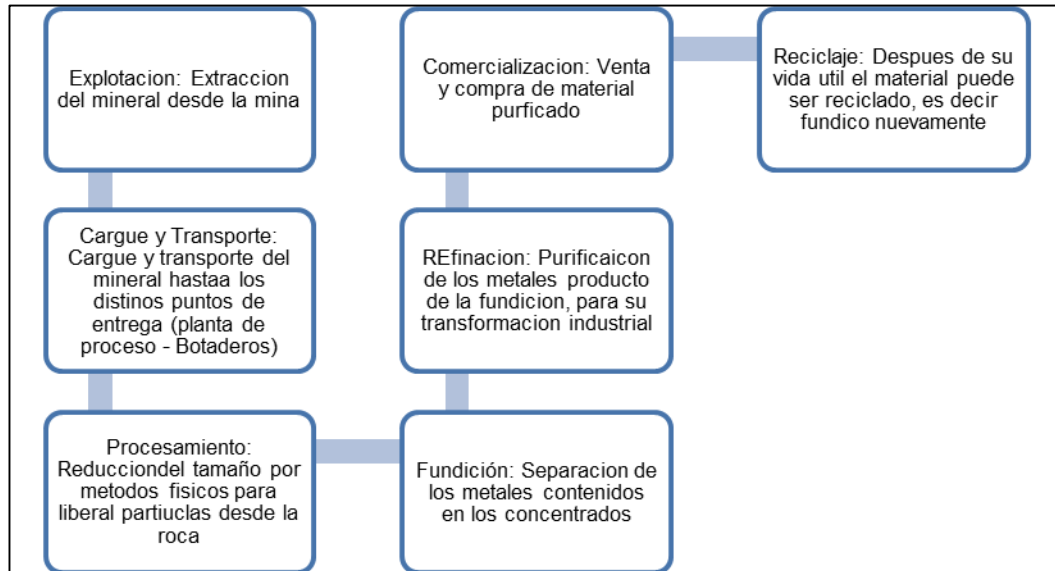 Explotacion: Extraccion
del mineral desde la mina
Cargue y Transporte:
Cargue y transporte del
mineral hastaa los
distinos puntos de
entrega (planta de
proceso - Botaderos)
Procesamiento:
Reducciondel tamaño por
metodos fisicos para
liberal partiuclas desde la
roca
Fundición: Separacion de
los metales contenidos
en los concentrados
REfinacion: Purificaicon
de los metales producto
de la fundicion, para su
transformacion industrial
Comercializacion: Venta
y compra de material
purficado
Reciclaje: Despues de su
vida util el material puede
ser reciclado, es decir
fundico nuevamente